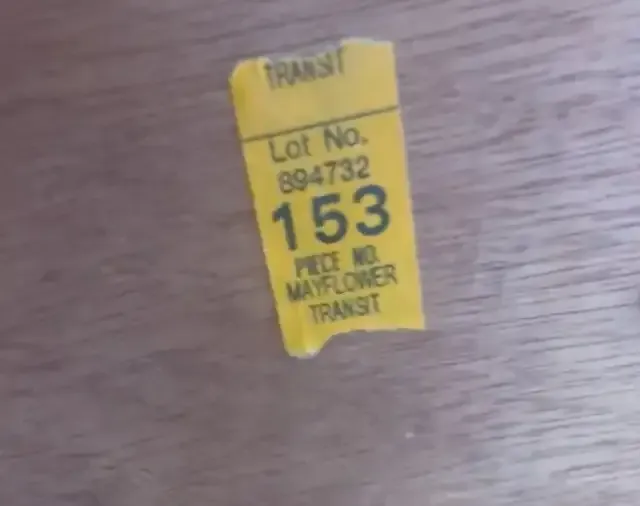 TRANSIT
Lot No.
894732
153
PIECE NO.
MAYFLOWER
TRANSIT